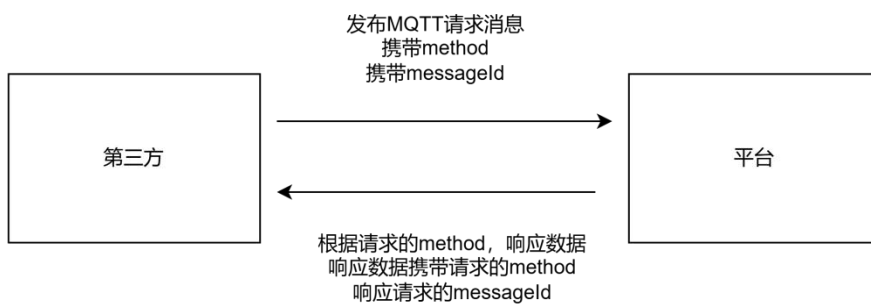 发布MQTT请求消息
携带method
携带messageId
第三方
平台
根据请求的method，响应数据
响应数据携带请求的method
响应请求的messageId